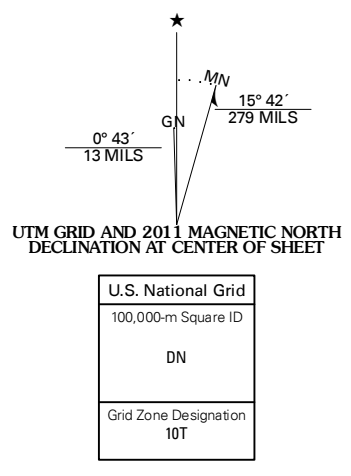 MN
GN
15° 42´
279 MILS
0° 43´
13 MILS
UTM GRID AND 2011 MAGNETIC NORTH
DECLINATION AT CENTER OF SHEET
U.S. National Grid
100,000-m Square ID
DN
Grid Zone Designation
10T